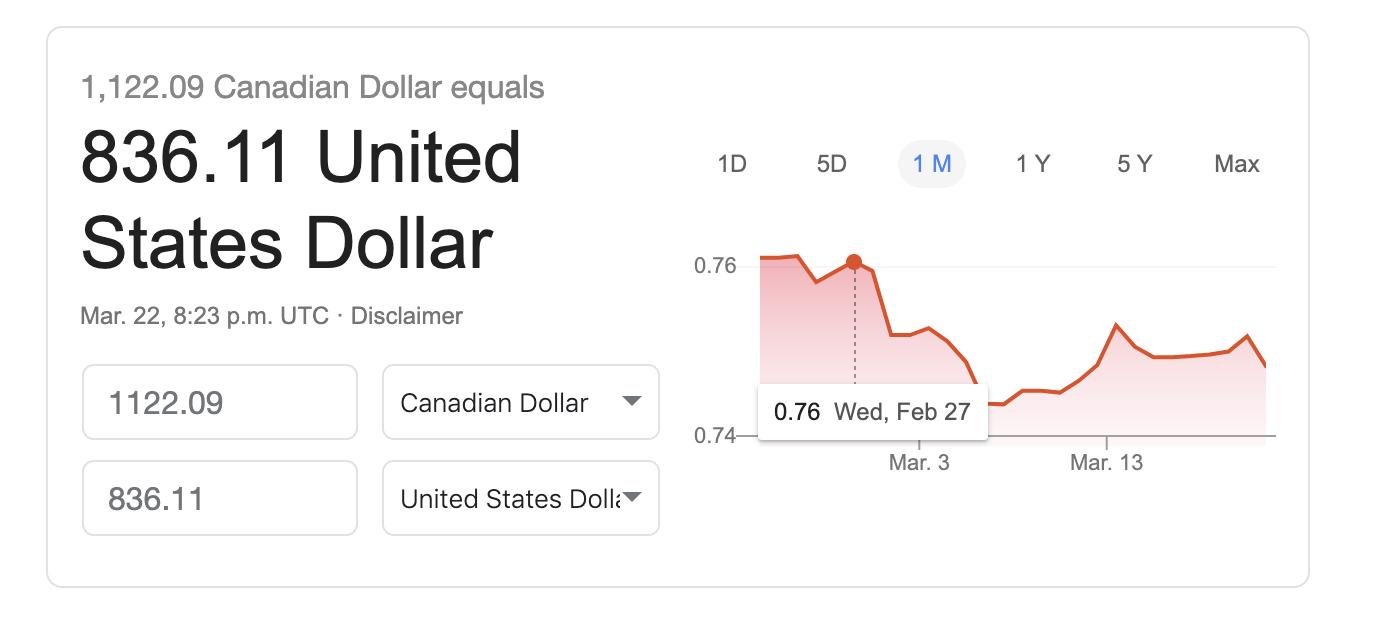 1,122.09 Canadian Dollar equals
836.11 United
States Dollar
Mar. 22, 8:23 p.m. UTC · Disclaimer
1122.09
Canadian Dollar
836.11
United States Dolla
1D 5D 1 M 1 Y 5 Y Max
0.76
0.76 Wed, Feb 27
0.74
Mar. 3 Mar. 13